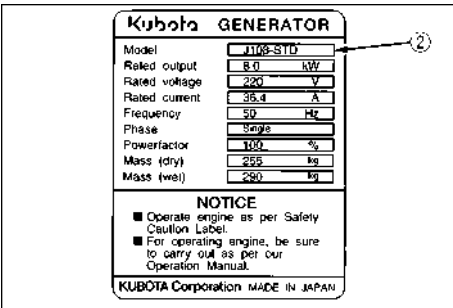 Kubota GENERATOR
Model J108-STD
Rated output 8.0 kW
Rated voltage 220 V
Rated current 36.4 A
Frequency 50 Hz
Phase Single
Powerfactor 100 %
Mass (dry) 255 kg
Mass (wet) 290 kg
2
NOTICE
■ Operate engine as per Safety
Caution Label.
■ For operating engine, be sure
to carry out as per our
Operation Manual.
KUBOTA Corporation MADE IN JAPAN